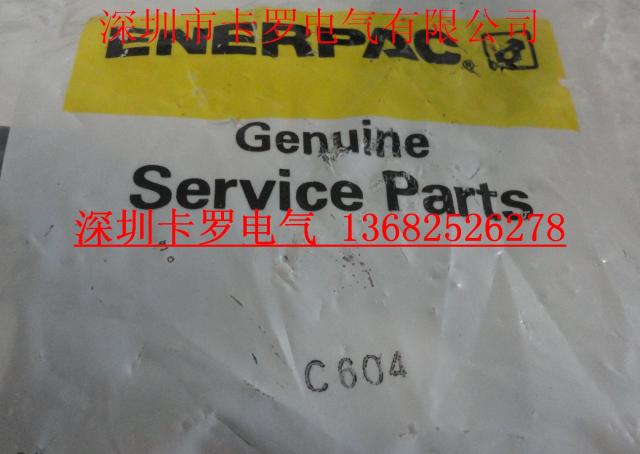 深圳市卡罗电气有限公司
ENERPAC ®
Genuine
Service Parts
深圳卡罗电气 13682526278
C604